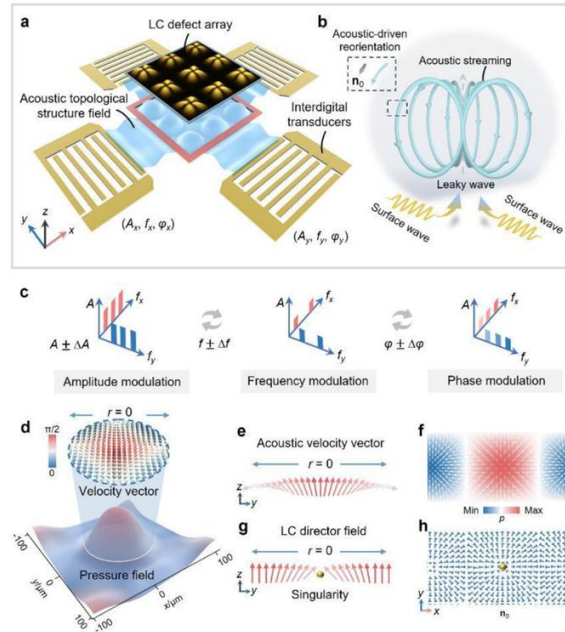 a
LC defect array
Acoustic topological
structure field
Interdigital
transducers
(Ax, fx, φx)
(Ay, fy, φy)
z
y
x
b
Acoustic-driven
reorientation
n0
Acoustic streaming
Leaky wave
Surface wave
Surface wave
c
A
fx
fy
A ± ΔA
Amplitude modulation
f ± Δf
A
fx
fy
Frequency modulation
φ ± Δφ
A
fx
fy
Phase modulation
d
r = 0
π/2
0
Velocity vector
Pressure field
-100
0
100
y/μm
-100
0
100
x/μm
e
Acoustic velocity vector
r = 0
z
y
f
Min
Max
p
g
LC director field
r = 0
z
y
Singularity
h
y
x
n0